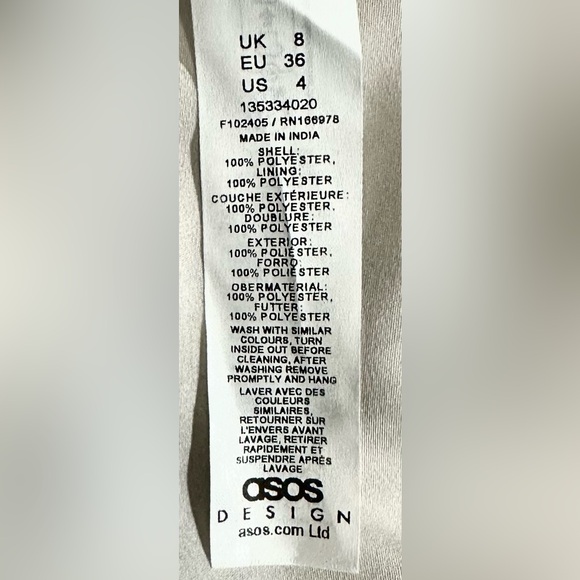 UK 8
EU 36
US 4
135334020
F102405 / RN166978
MADE IN INDIA
SHELL:
100% POLYESTER,
LINING:
100% POLYESTER
COUCHE EXTÉRIEURE:
100% POLYESTER,
DOUBLURE:
100% POLYESTER
EXTERIOR:
100% POLIÉSTER,
FORRO:
100% POLIÉSTER
OBERMATERIAL:
100% POLYESTER,
FUTTER:
100% POLYESTER
WASH WITH SIMILAR
COLOURS, TURN
INSIDE OUT BEFORE
CLEANING, AFTER
WASHING REMOVE
PROMPTLY AND HANG
LAVER AVEC DES
COULEURS
SIMILAIRES,
RETOURNER SUR
L'ENVERS AVANT
LAVAGE, RETIRER
RAPIDEMENT ET
SUSPENDRE APRÈS
LAVAGE
asos
DESIGN
asos.com Ltd